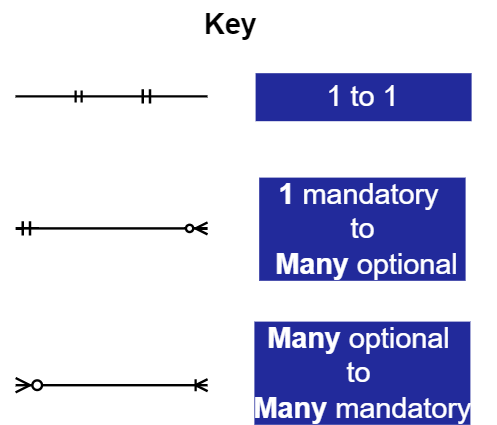 Key
1 to 1
1 mandatory
to
Many optional
Many optional
to
Many mandatory